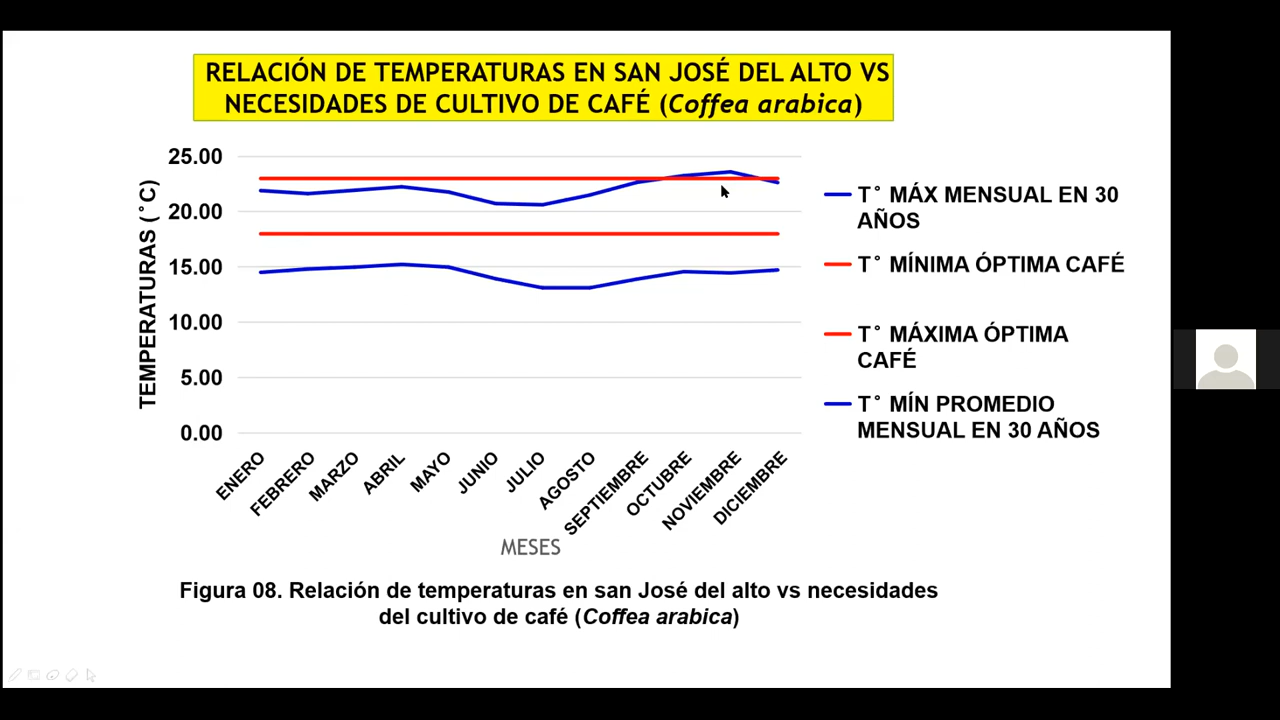 RELACIÓN DE TEMPERATURAS EN SAN JOSÉ DEL ALTO VS
NECESIDADES DE CULTIVO DE CAFÉ (Coffea arabica)
TEMPERATURAS (°C)
25.00
20.00
15.00
10.00
5.00
0.00
ENERO
FEBRERO
MARZO
ABRIL
MAYO
JUNIO
JULIO
AGOSTO
SEPTIEMBRE
OCTUBRE
NOVIEMBRE
DICIEMBRE
MESES
T° MÁX MENSUAL EN 30
AÑOS
T° MÍNIMA ÓPTIMA CAFÉ
T° MÁXIMA ÓPTIMA
CAFÉ
T° MÍN PROMEDIO
MENSUAL EN 30 AÑOS
Figura 08. Relación de temperaturas en san José del alto vs necesidades
del cultivo de café (Coffea arabica)